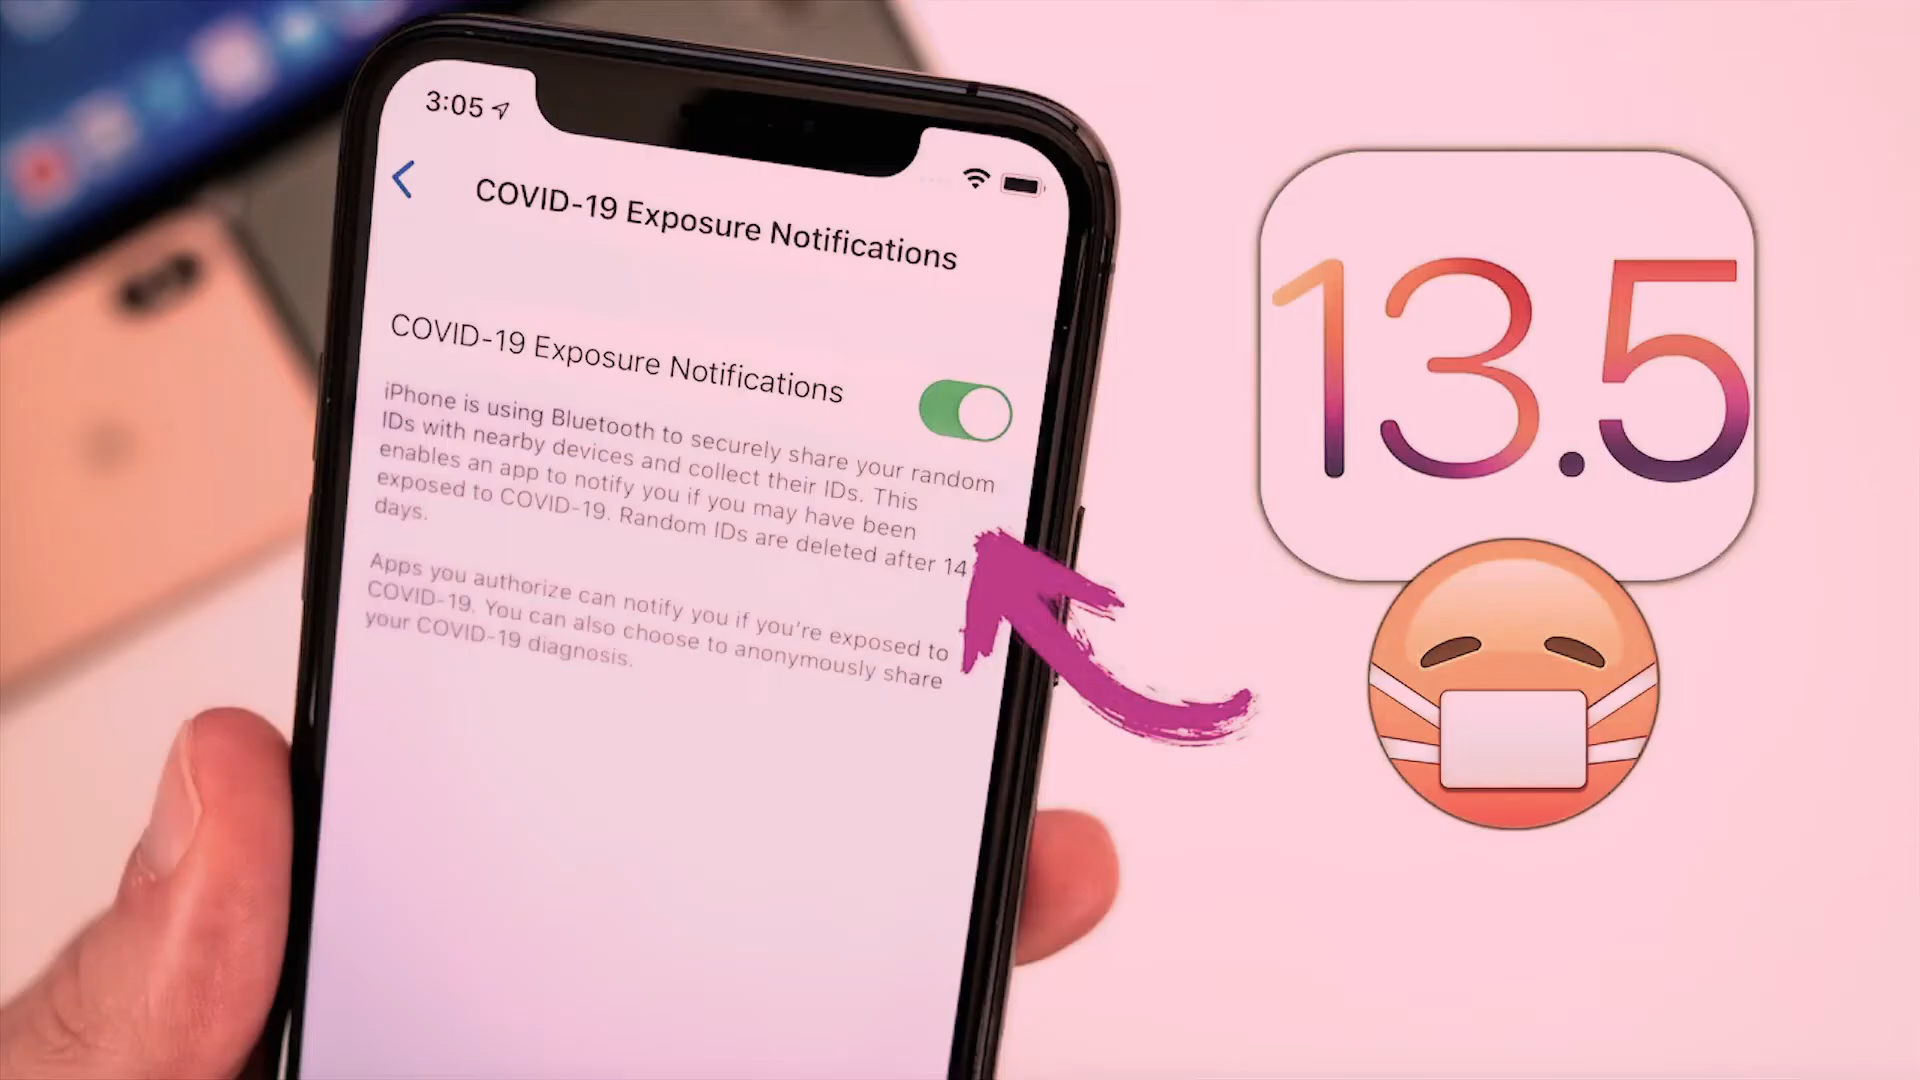 3:05
COVID-19 Exposure Notifications
COVID-19 Exposure Notifications
iPhone is using Bluetooth to securely share your random
IDs with nearby devices and collect their IDs. This
enables an app to notify you if you may have been
exposed to COVID-19. Random IDs are deleted after 14
days.
Apps you authorize can notify you if you're exposed to
COVID-19. You can also choose to anonymously share
your COVID-19 diagnosis.
13.5